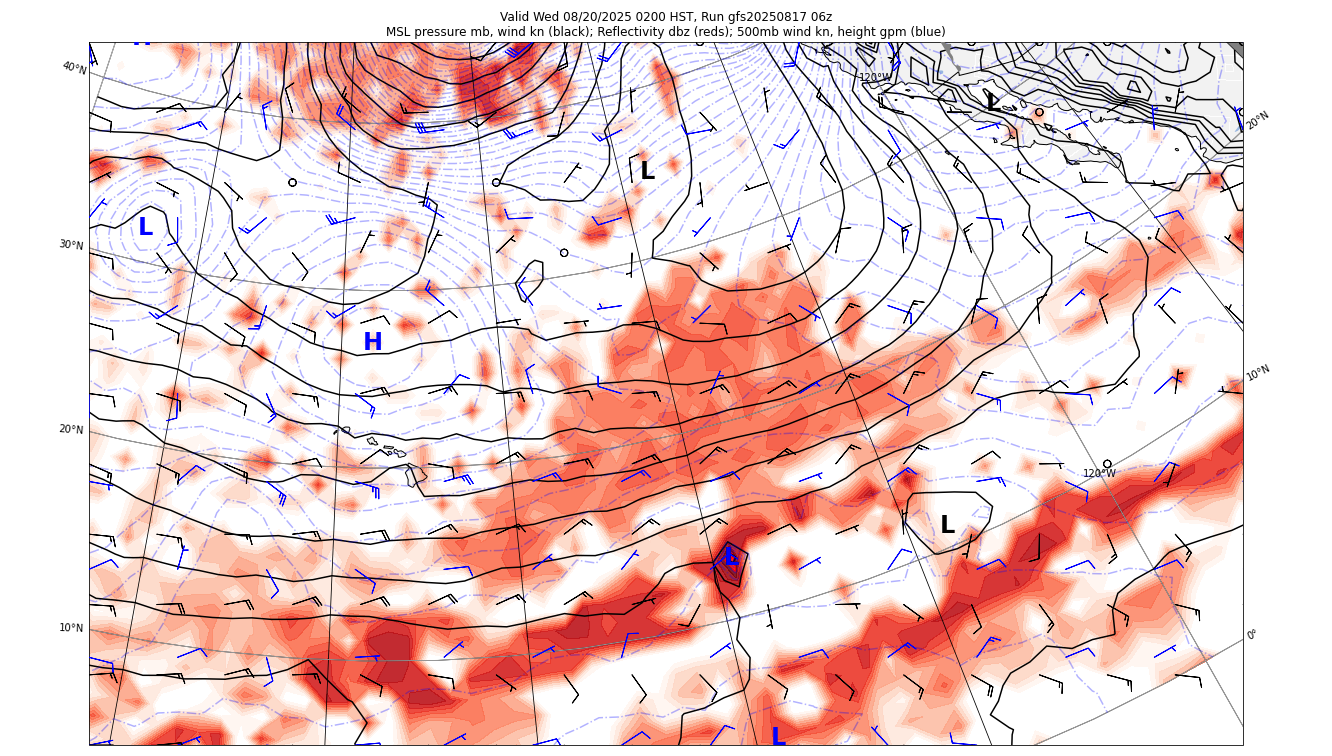 Valid Wed 08/20/2025 0200 HST, Run gfs20250817 06z
MSL pressure mb, wind kn (black); Reflectivity dbz (reds); 500mb wind kn, height gpm (blue)
H
40°N
120°W
L
20°N
L
L
30°N
H
10°N
20°N
120°W
L
L
10°N
0°
L